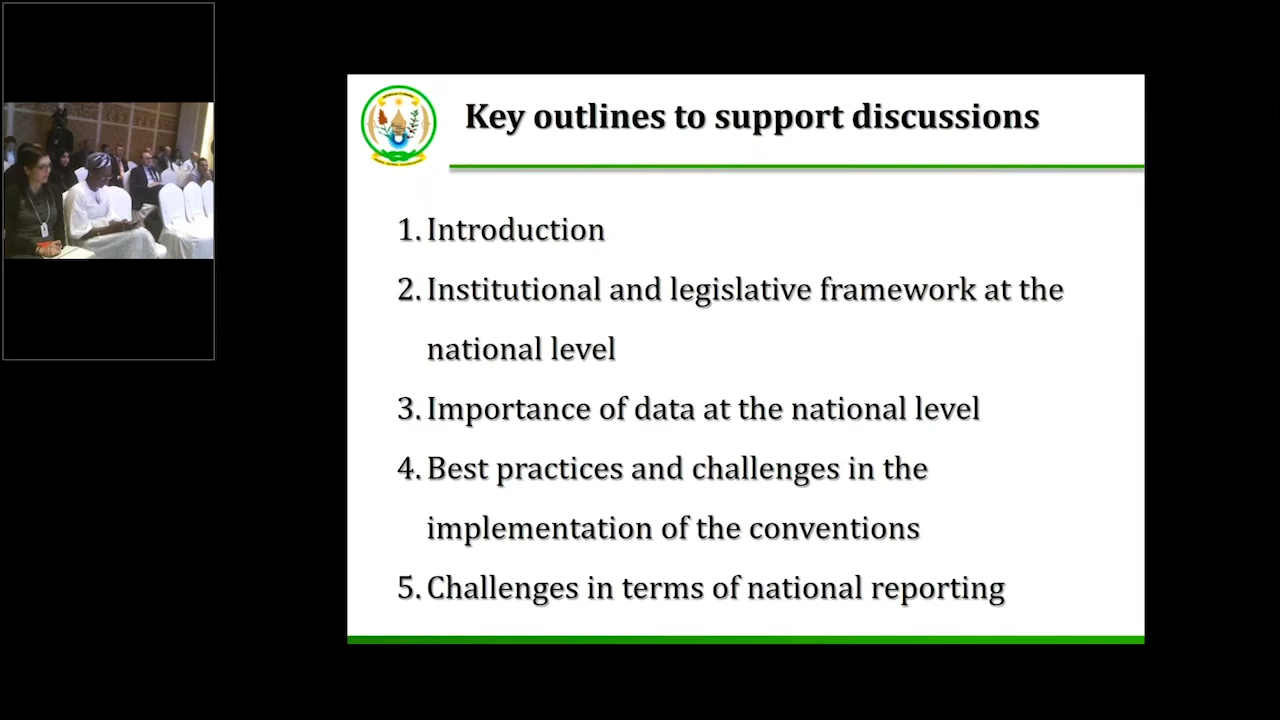 Key outlines to support discussions
1. Introduction
2. Institutional and legislative framework at the
national level
3. Importance of data at the national level
4. Best practices and challenges in the
implementation of the conventions
5. Challenges in terms of national reporting